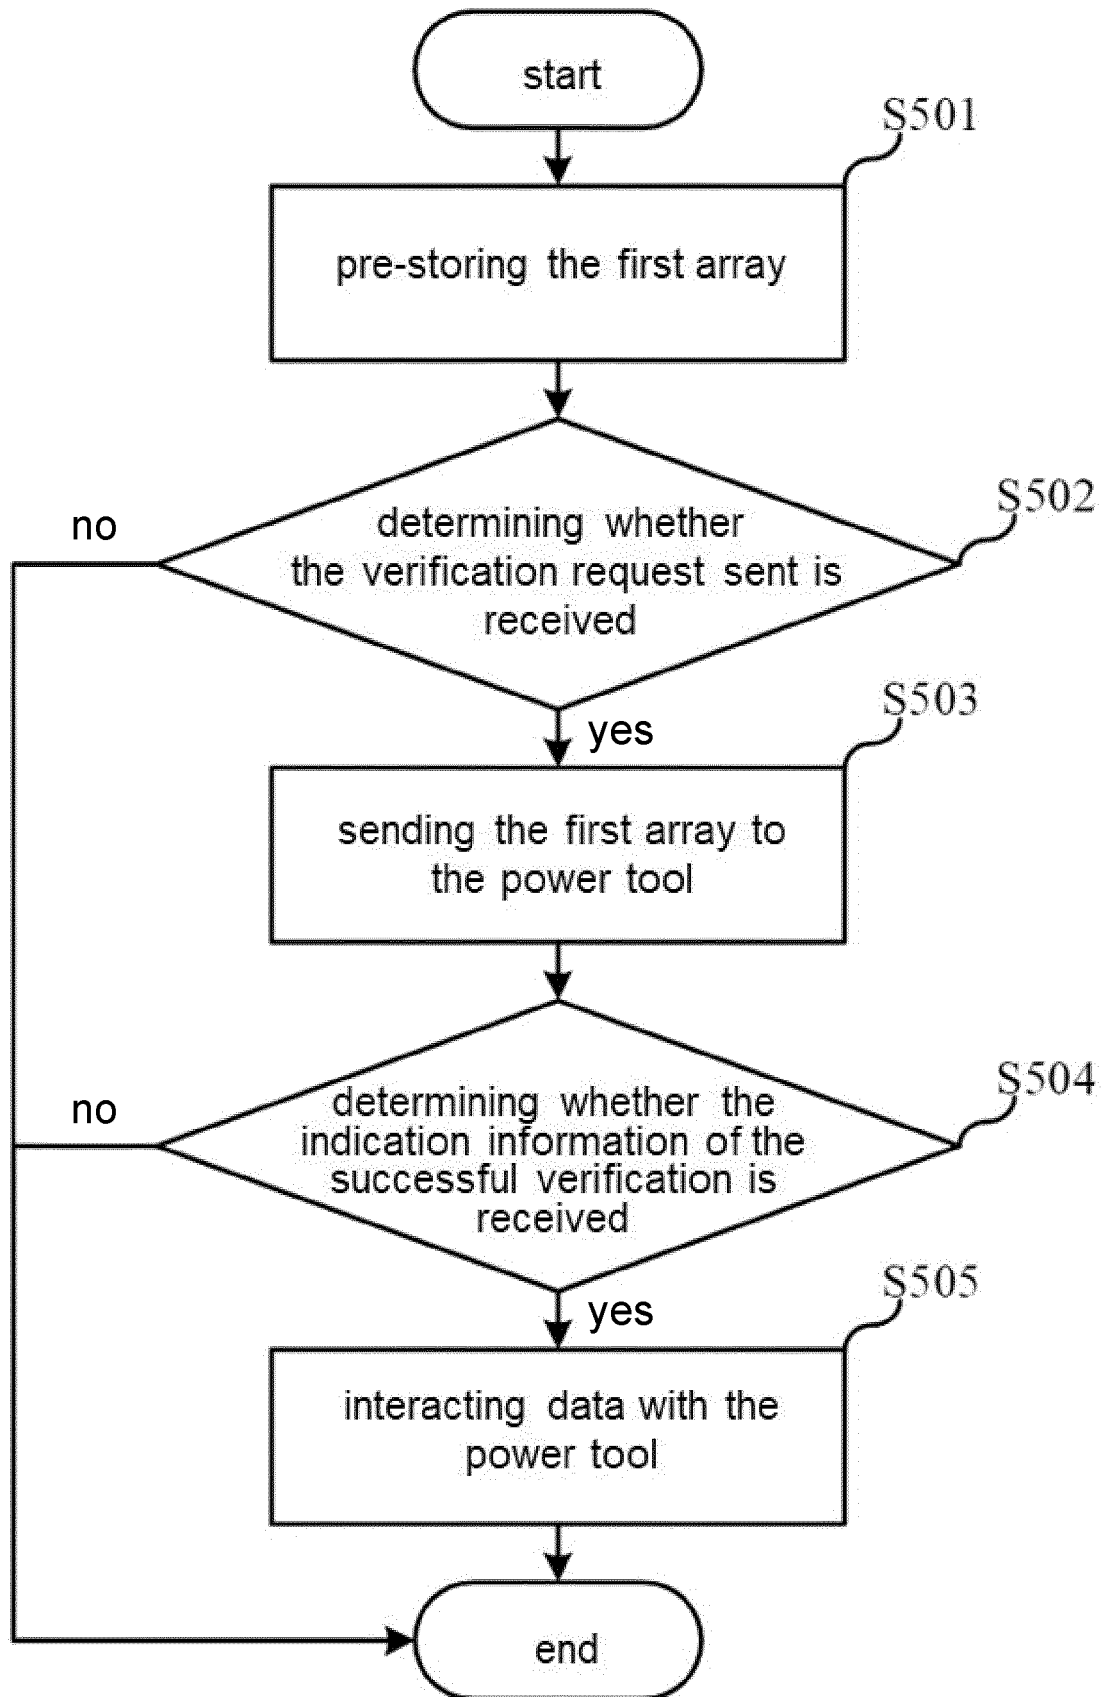 start
S501
pre-storing the first array
S502
no
determining whether
the verification request sent is
received
S503
yes
sending the first array to
the power tool
S504
no
determining whether the
indication information of the
successful verification is
received
S505
yes
interacting data with the
power tool
end